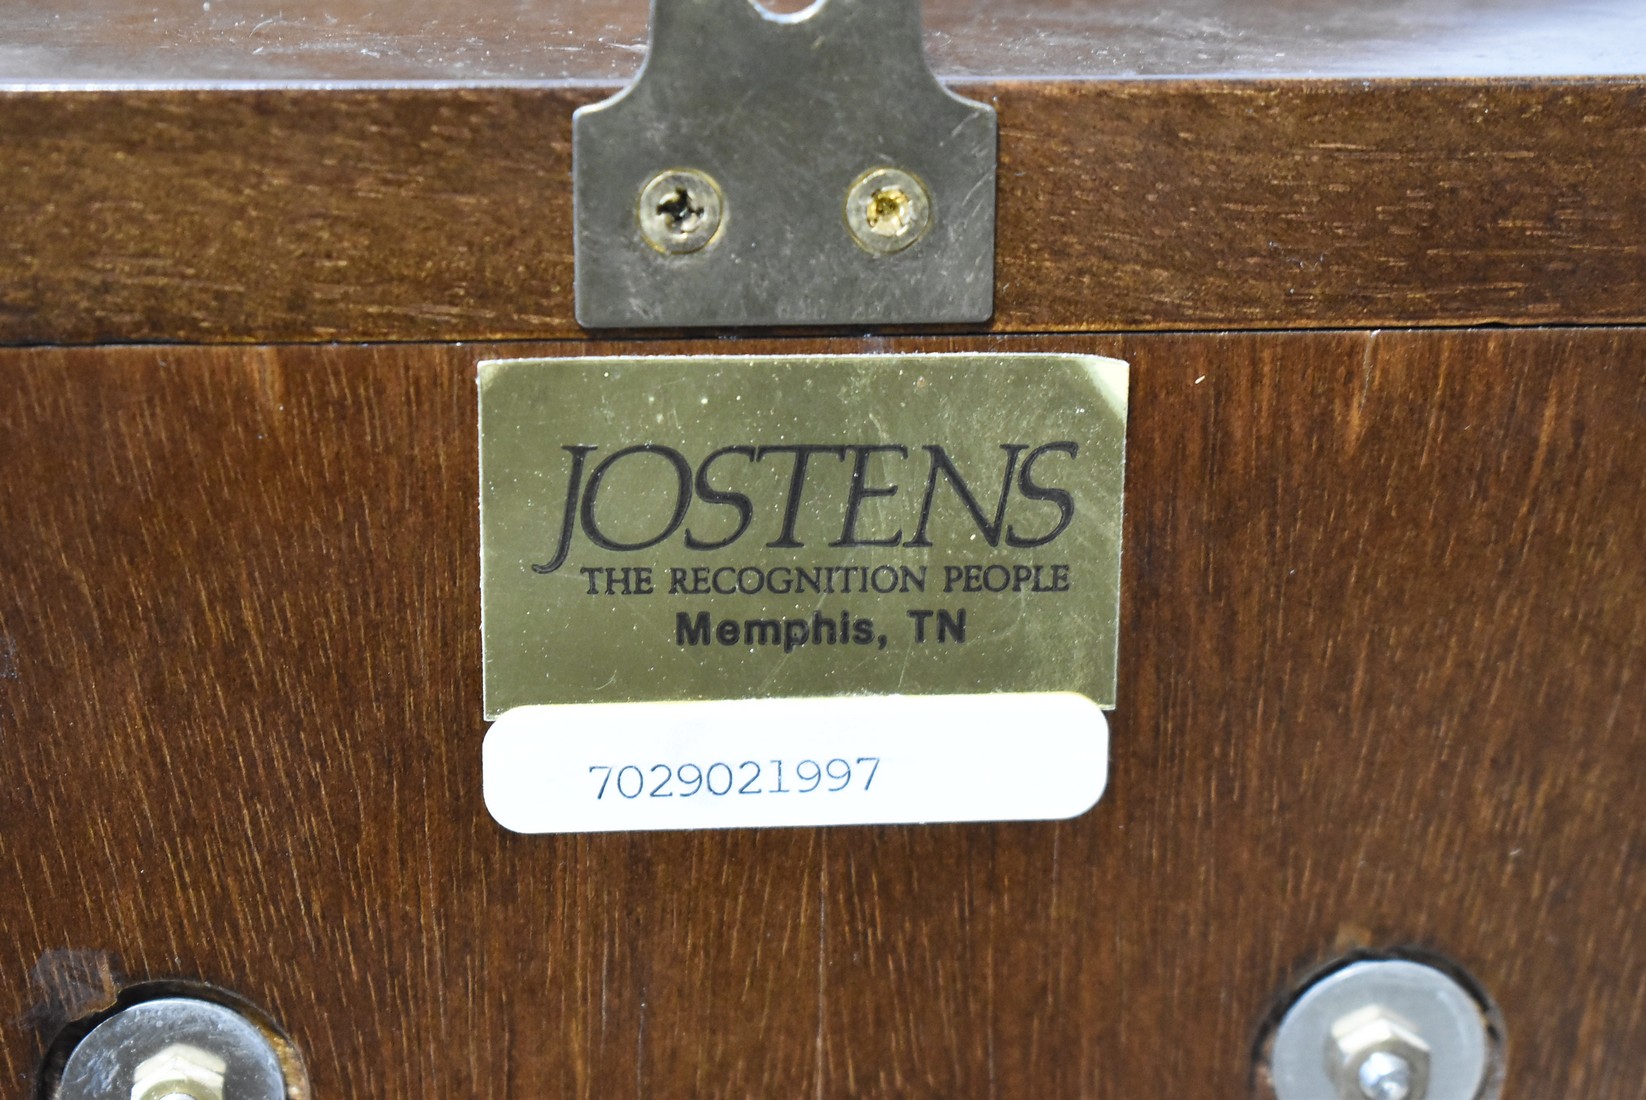 JOSTENS
THE RECOGNITION PEOPLE
Memphis, TN
7029021997